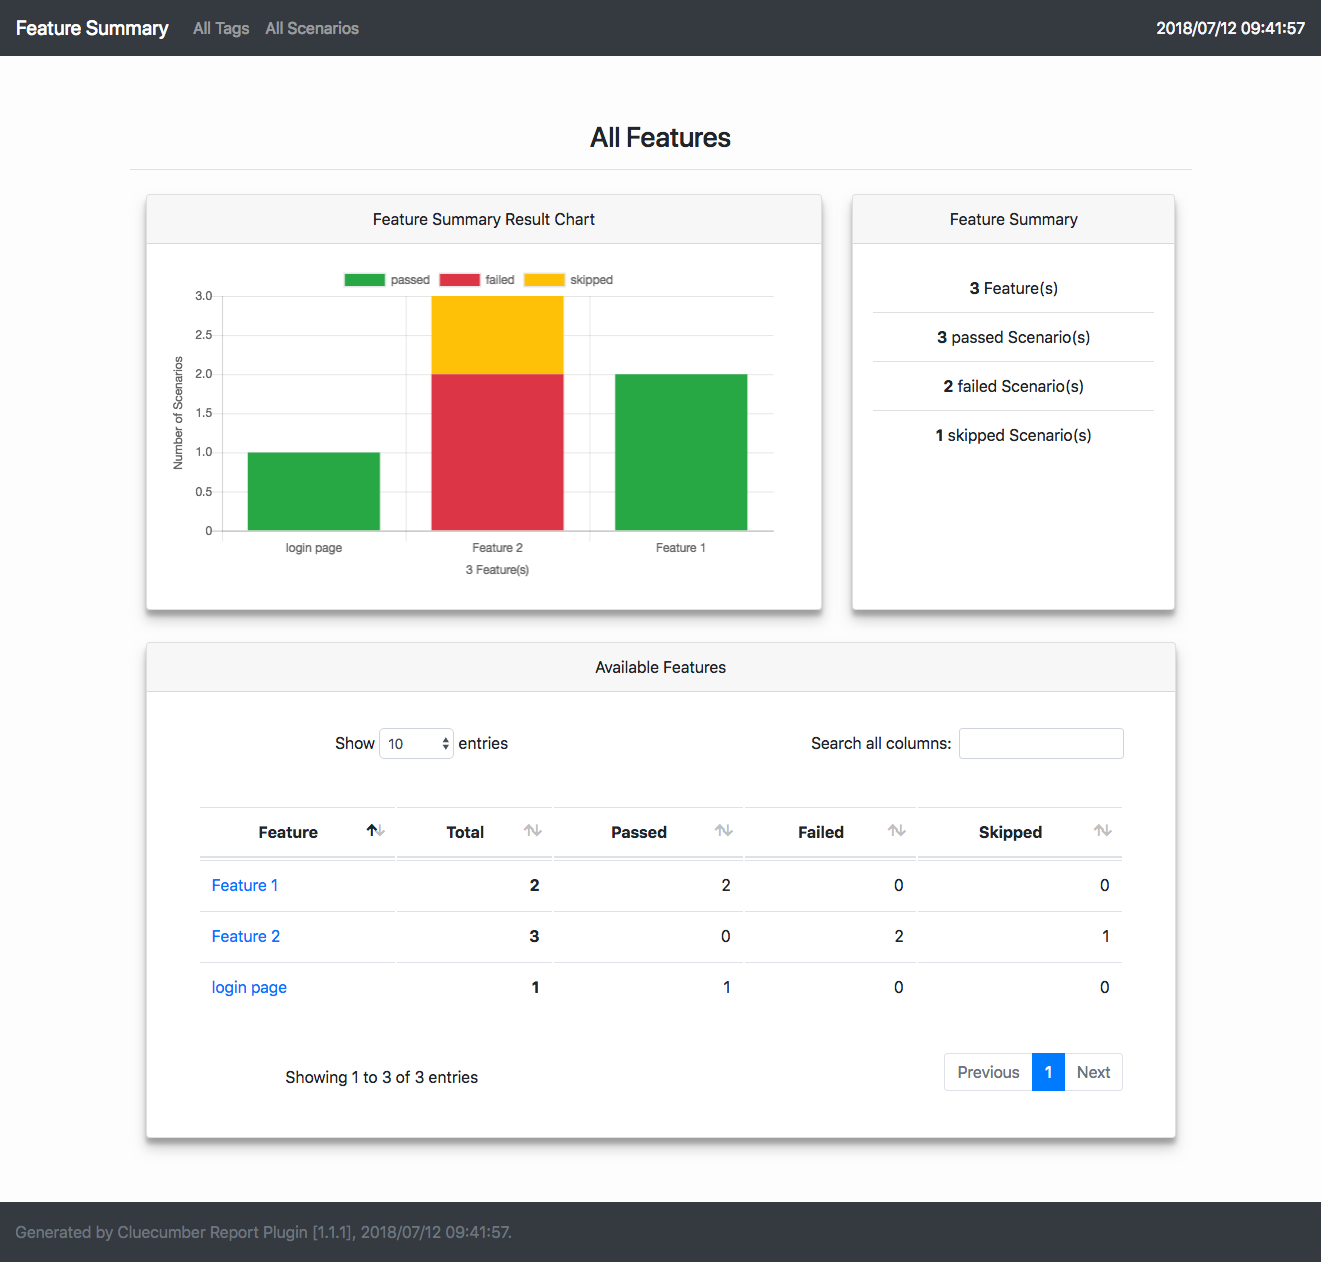 Feature Summary All Tags All Scenarios 2018/07/12 09:41:57
All Features
Feature Summary Result Chart
passed failed skipped
3.0
2.5
2.0
1.5
1.0
0.5
0
Number of Scenarios
login page Feature 2 Feature 1
3 Feature(s)
Feature Summary
3 Feature(s)
3 passed Scenario(s)
2 failed Scenario(s)
1 skipped Scenario(s)
Available Features
Show 10 entries Search all columns:
Feature Total Passed Failed Skipped
Feature 1 2 2 0 0
Feature 2 3 0 2 1
login page 1 1 0 0
Showing 1 to 3 of 3 entries Previous 1 Next
Generated by Cluecumber Report Plugin [1.1.1], 2018/07/12 09:41:57.